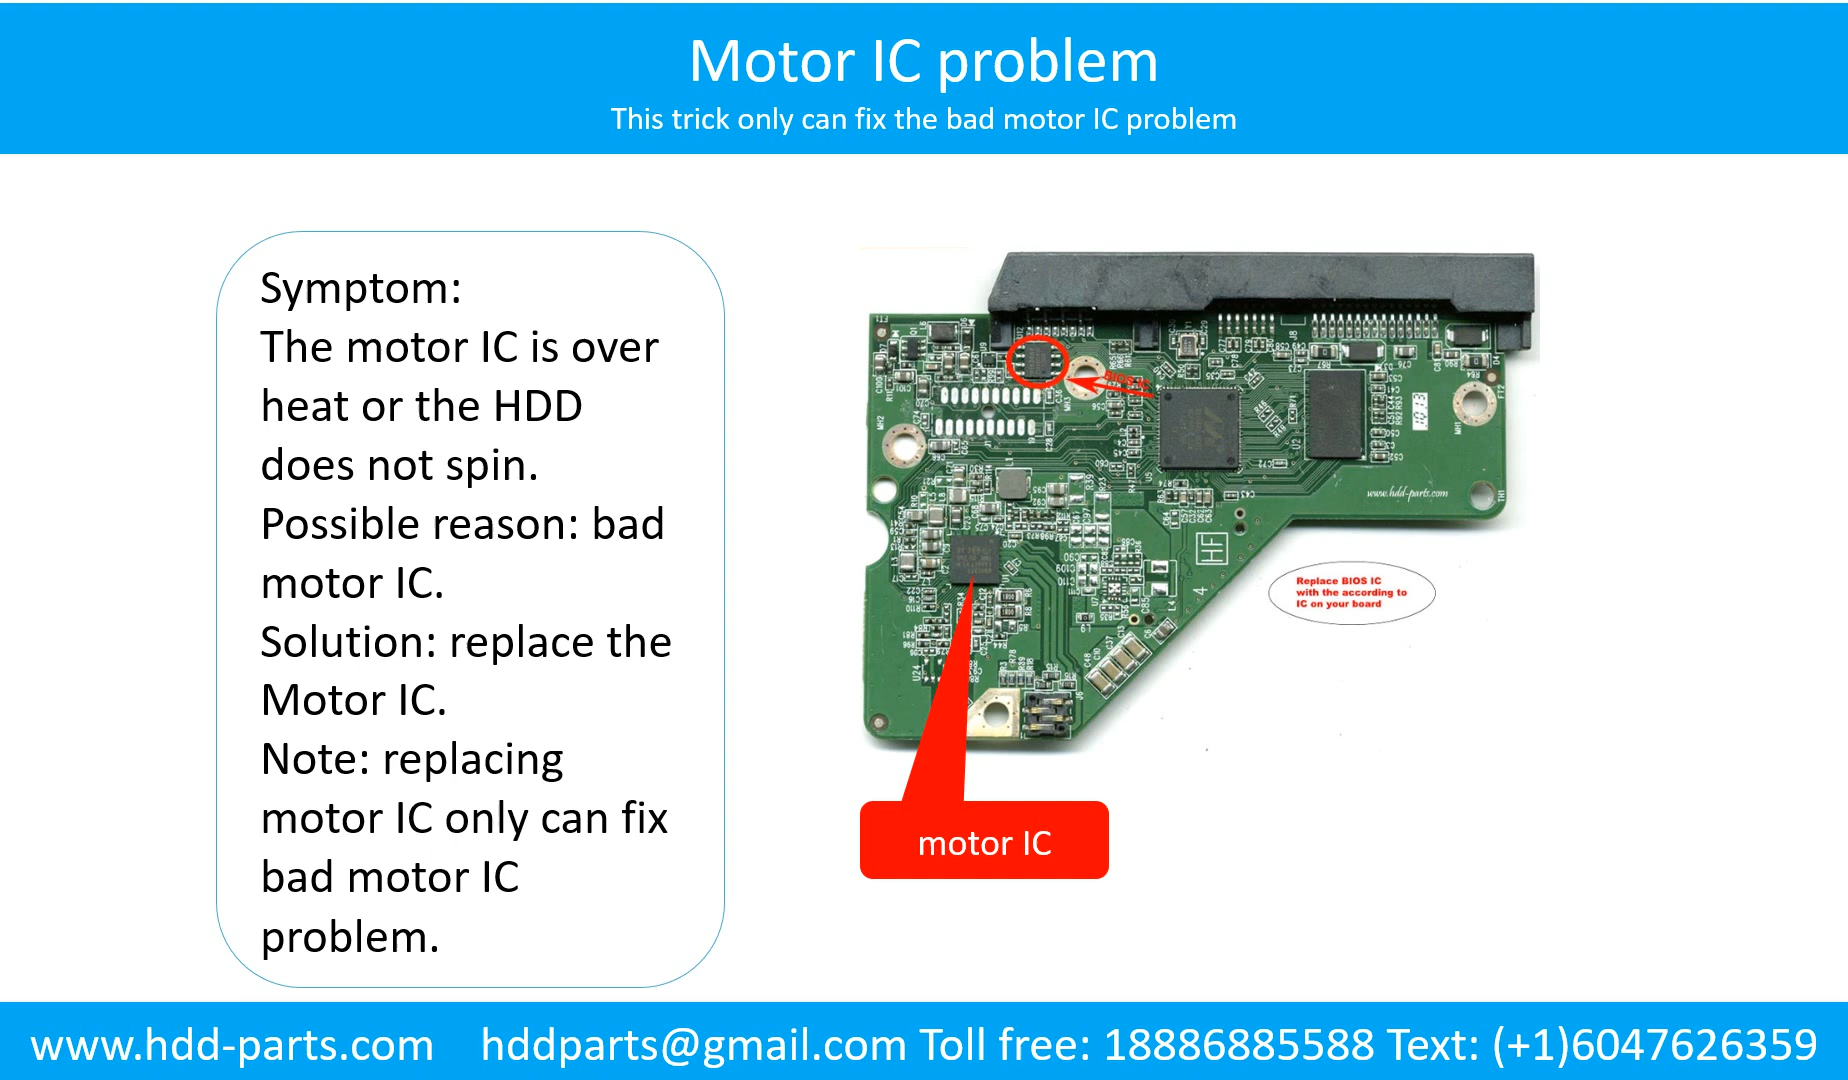 Motor IC problem
This trick only can fix the bad motor IC problem
Symptom:
The motor IC is over
heat or the HDD
does not spin.
Possible reason: bad
motor IC.
Solution: replace the
Motor IC.
Note: replacing
motor IC only can fix
bad motor IC
problem.
BIOS IC
www.hdd-parts.com
HF
4
Replace BIOS IC
with the according to
IC on your board
motor IC
www.hdd-parts.com hddparts@gmail.com Toll free: 18886885588 Text: (+1)6047626359